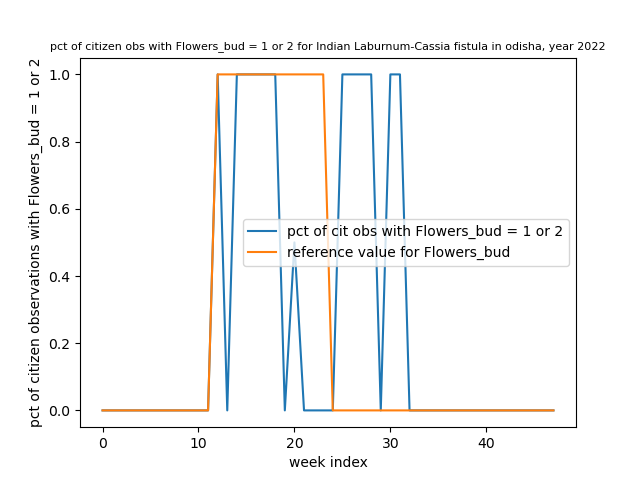 pct of citizen obs with Flowers_bud = 1 or 2 for Indian Laburnum-Cassia fistula in odisha, year 2022
pct of citizen observations with Flowers_bud = 1 or 2
1.0
0.8
0.6
0.4
0.2
0.0
pct of cit obs with Flowers_bud = 1 or 2
reference value for Flowers_bud
0 10 20 30 40
week index